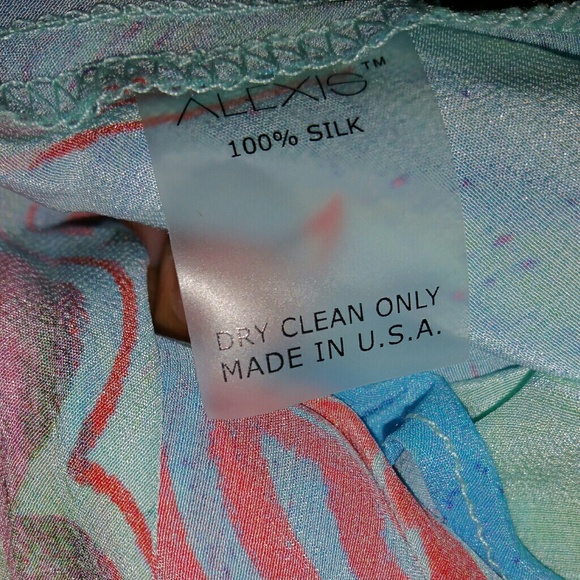 ALEXIS™
100% SILK
DRY CLEAN ONLY
MADE IN U.S.A.